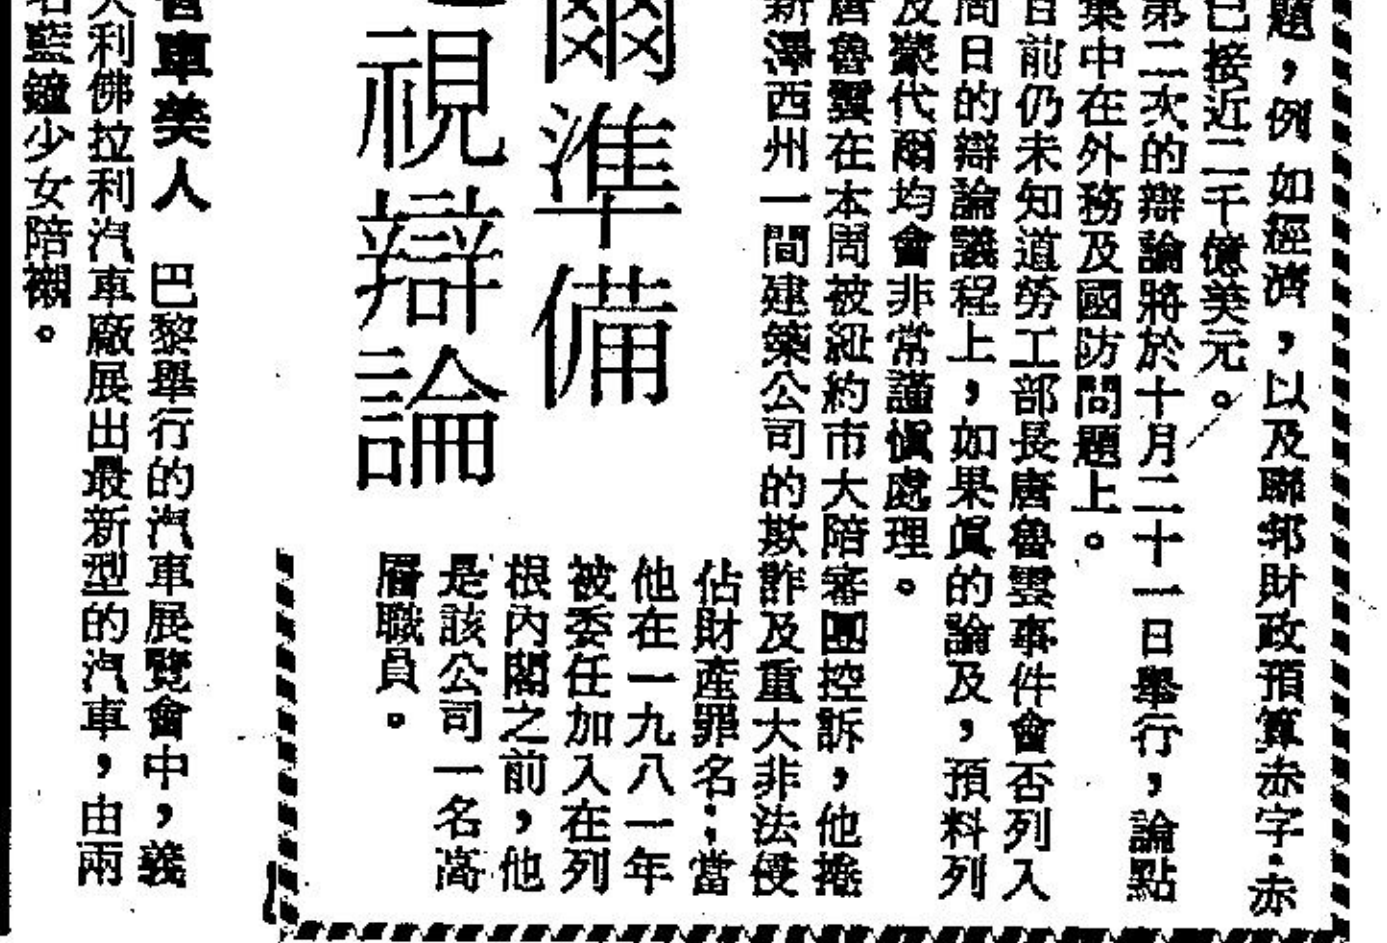 題，例如經濟，以及聯邦財政預算赤字．赤
已接近二千億美元。
第二次的辯論將於十月二十一日舉行，論點
集中在外務及國防問題上。
目前仍未知道勞工部長唐魯雲事件會否列入
周日的辯論議程上，如果眞的論及，預料列
及蒙代爾均會非常謹愼處理。
唐魯雲在本周被紐約市大陪審團控訴，他捲
新澤西州一間建築公司的欺詐及重大非法侵
佔財產罪名；當
他在一九八一年
被委任加入在列
根內閣之前，他
是該公司一名高
層職員。
爾準備
視辯論
車美人 巴黎舉行的汽車展覽會中，義
大利佛拉利汽車廠展出最新型的汽車，由兩
名藍鐘少女陪襯。